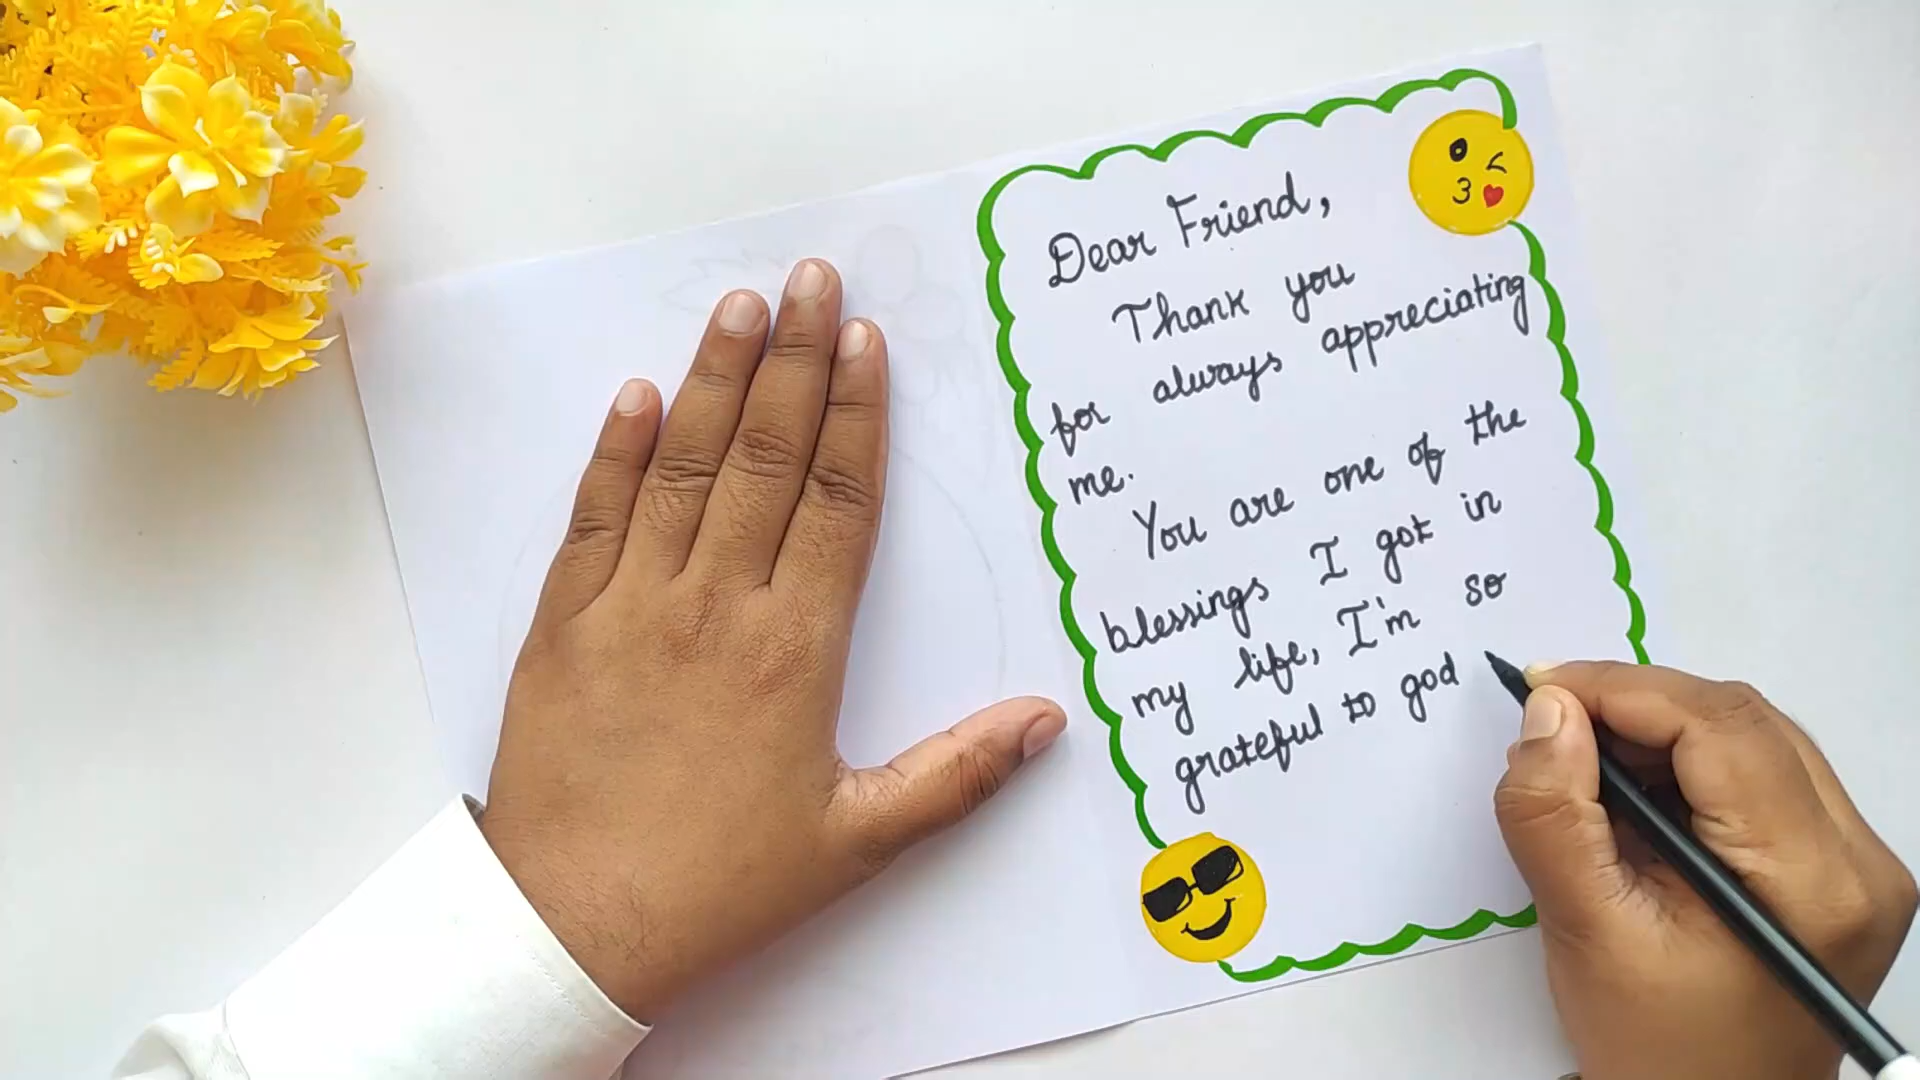 Dear Friend,
Thank you
for always appreciating
me.
You are one of the
blessings I got in
my life, I'm so
grateful to god